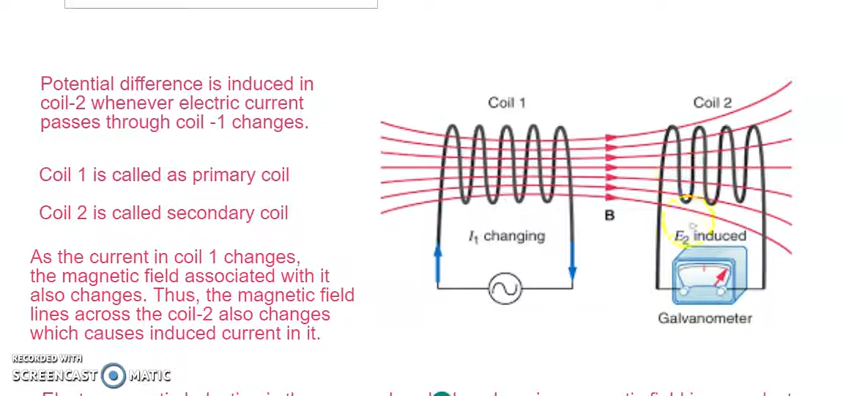 Potential difference is induced in
coil-2 whenever electric current
passes through coil -1 changes.
Coil 1 is called as primary coil
Coil 2 is called secondary coil
As the current in coil 1 changes,
the magnetic field associated with it
also changes. Thus, the magnetic field
lines across the coil-2 also changes
which causes induced current in it.
Coil 1
Coil 2
B
I₁ changing
E₂ induced
Galvanometer
RECORDED WITH
SCREENCAST MATIC